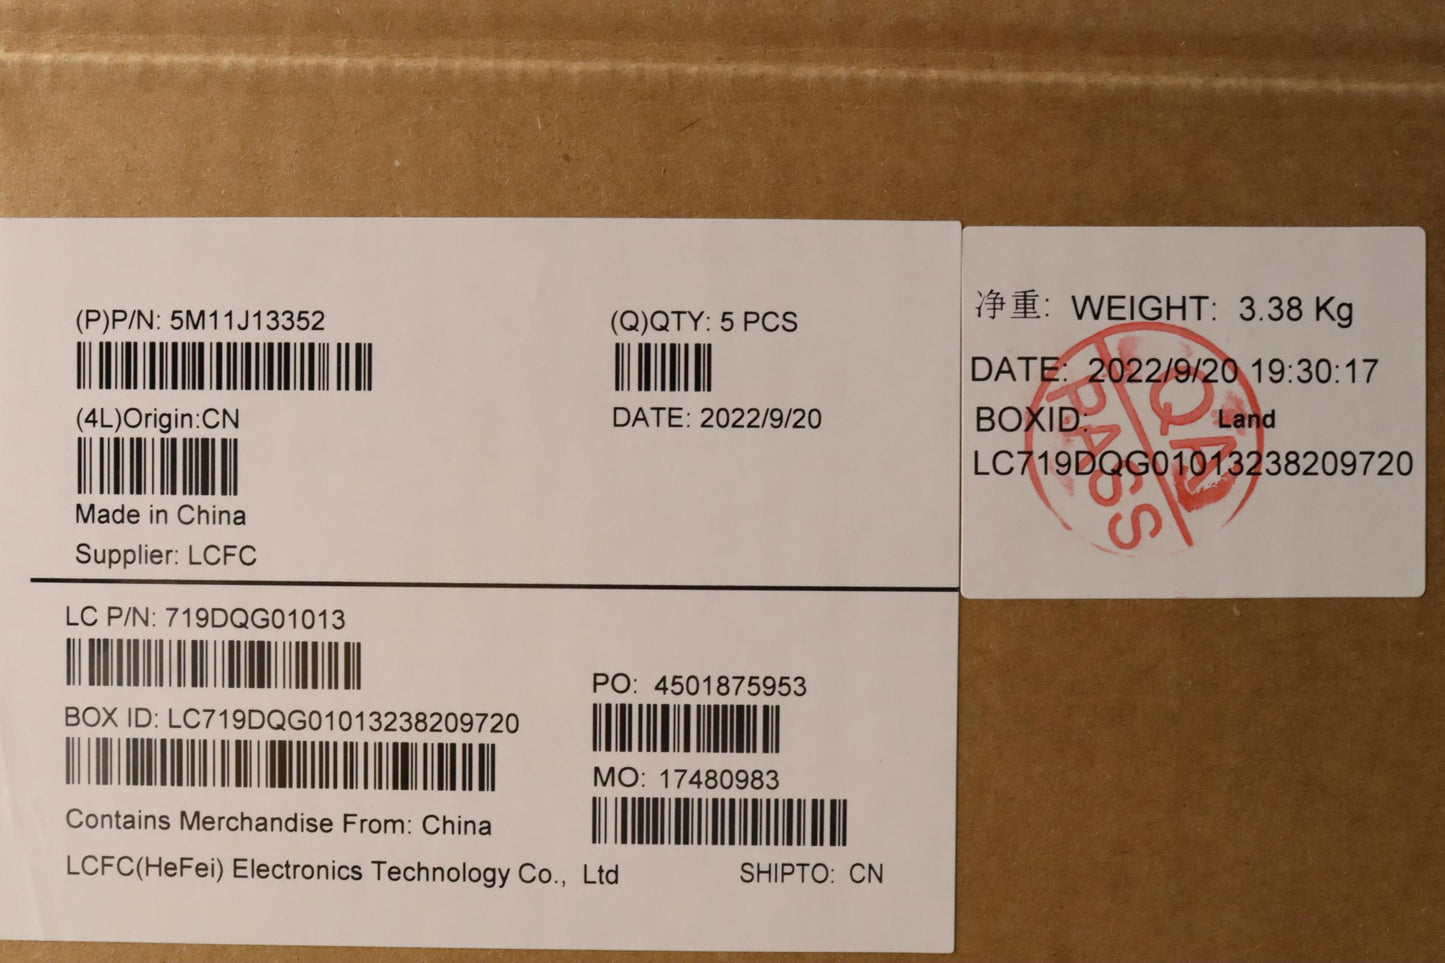 (P)P/N: 5M11J13352
(Q)QTY: 5 PCS
(4L)Origin:CN
DATE: 2022/9/20
Made in China
Supplier: LCFC
LC P/N: 719DQG01013
BOX ID: LC719DQG01013238209720
PO: 4501875953
MO: 17480983
Contains Merchandise From: China
LCFC(HeFei) Electronics Technology Co., Ltd
SHIPTO: CN
净重: WEIGHT: 3.38 Kg
DATE: 2022/9/20 19:30:17
BOXID: Land
LC719DQG01013238209720
QA
PASS